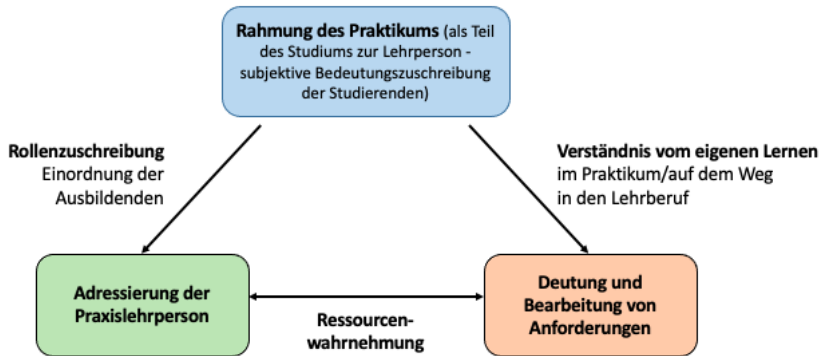 Rahmung des Praktikums (als Teil
des Studiums zur Lehrperson -
subjektive Bedeutungszuschreibung
der Studierenden)
Rollenzuschreibung
Einordnung der
Ausbildenden
Verständnis vom eigenen Lernen
im Praktikum/auf dem Weg
in den Lehrberuf
Adressierung der
Praxislehrperson
Ressourcen-
wahrnehmung
Deutung und
Bearbeitung von
Anforderungen